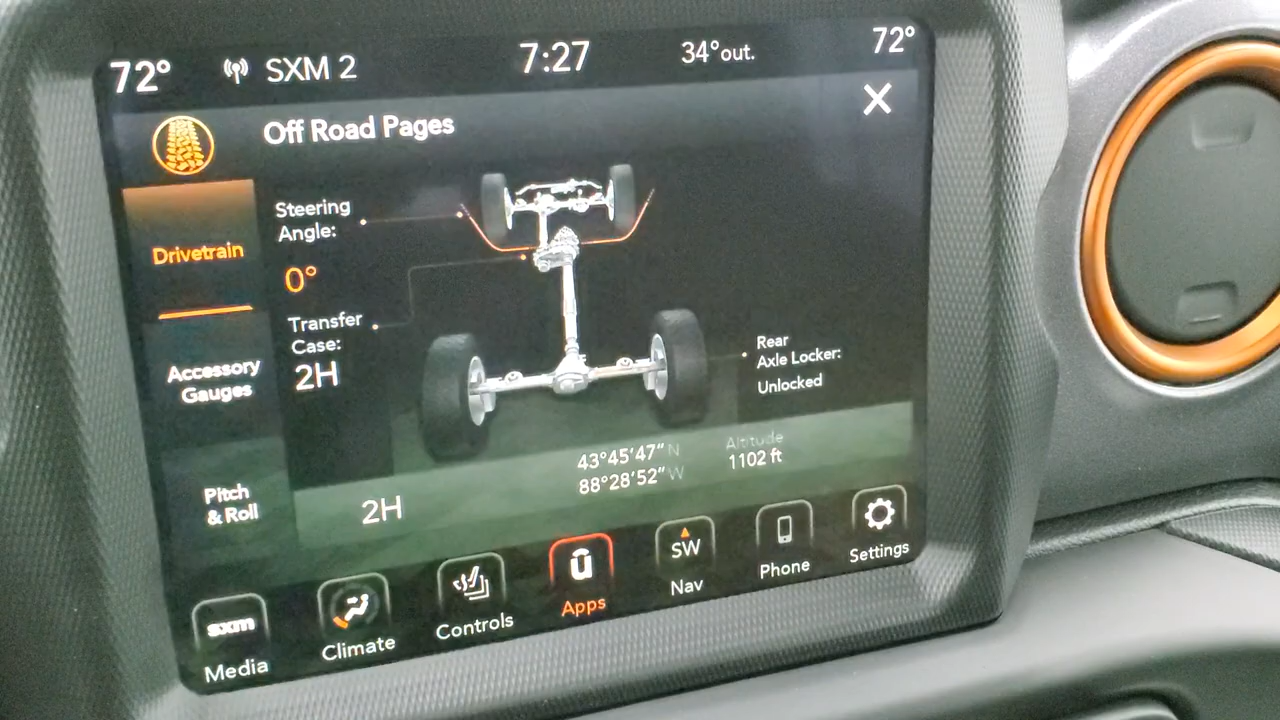 72° SXM 2 7:27 34°out. 72°
Off Road Pages
Drivetrain
Accessory
Gauges
Pitch
& Roll
Steering
Angle:
0°
Transfer
Case:
2H
Rear
Axle Locker:
Unlocked
2H
43°45'47" N
88°28'52" W
Altitude
1102 ft
sxm
Media
Climate
Controls
ū
Apps
SW
Nav
Phone
Settings